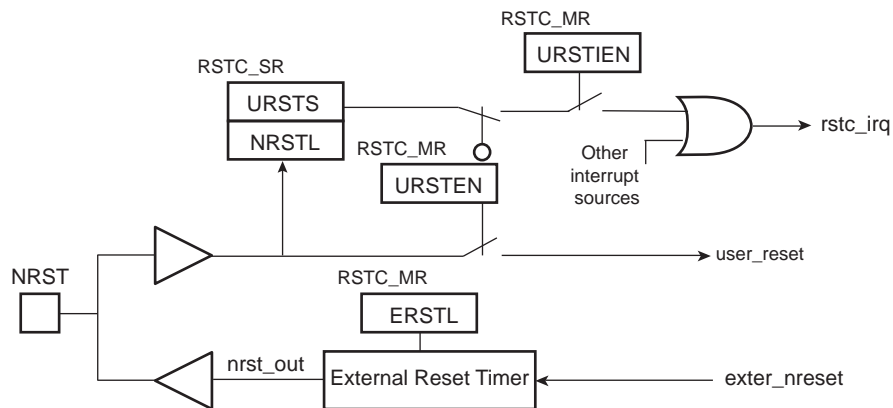 RSTC_MR
URSTIEN
RSTC_SR
URSTS
NRSTL
rstc_irq
RSTC_MR
URSTEN
Other
interrupt
sources
user_reset
NRST
RSTC_MR
ERSTL
nrst_out
External Reset Timer
exter_nreset